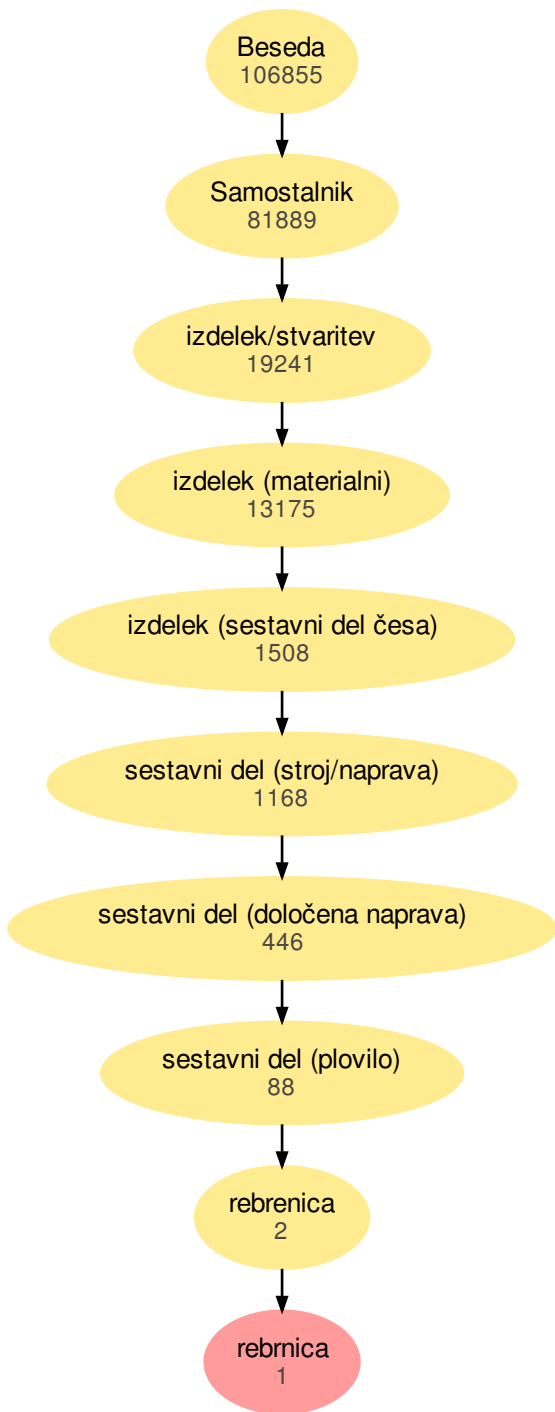 Beseda
106855
Samostalnik
81889
izdelek/stvaritev
19241
izdelek (materialni)
13175
izdelek (sestavni del česa)
1508
sestavni del (stroj/naprava)
1168
sestavni del (določena naprava)
446
sestavni del (plovilo)
88
rebrenica
2
rebrnica
1